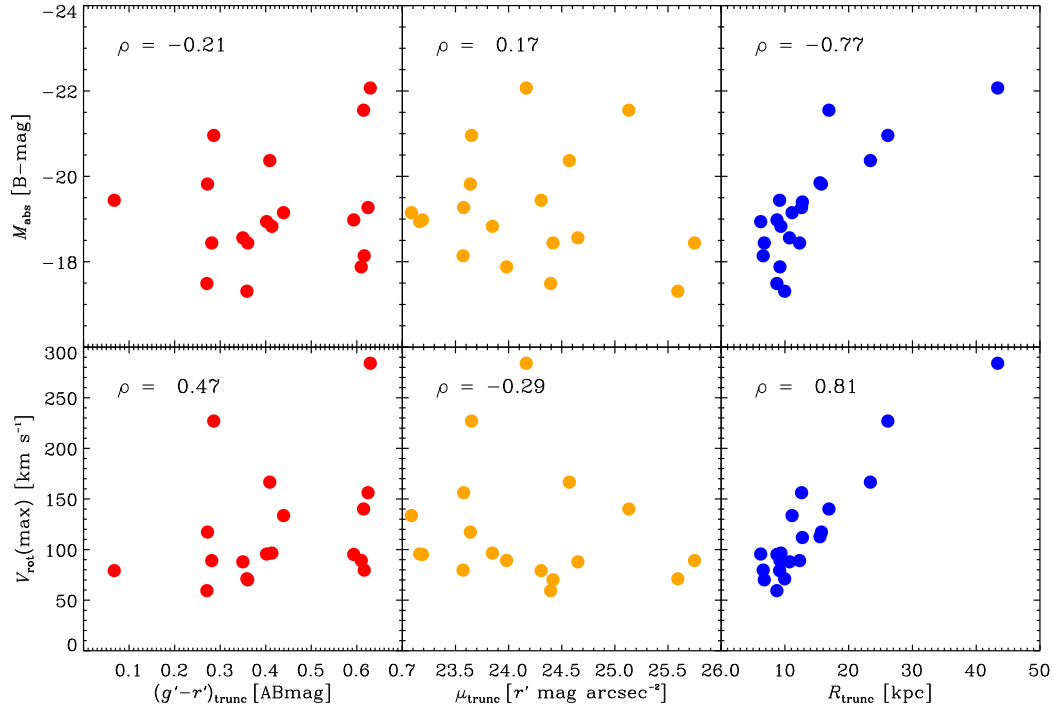 −24
ρ = −0.21
ρ = 0.17
ρ = −0.77
−22
−20
−18
M_abs [B−mag]
300
ρ = 0.47
ρ = −0.29
ρ = 0.81
250
200
150
100
50
0
V_rot(max) [km s⁻¹]
0.1 0.2 0.3 0.4 0.5 0.6 0.7 23.5 24.0 24.5 25.0 25.5 26.0 10 20 30 40 50
(g′−r′)_trunc [ABmag] μ_trunc [r′ mag arcsec⁻²] R_trunc [kpc]